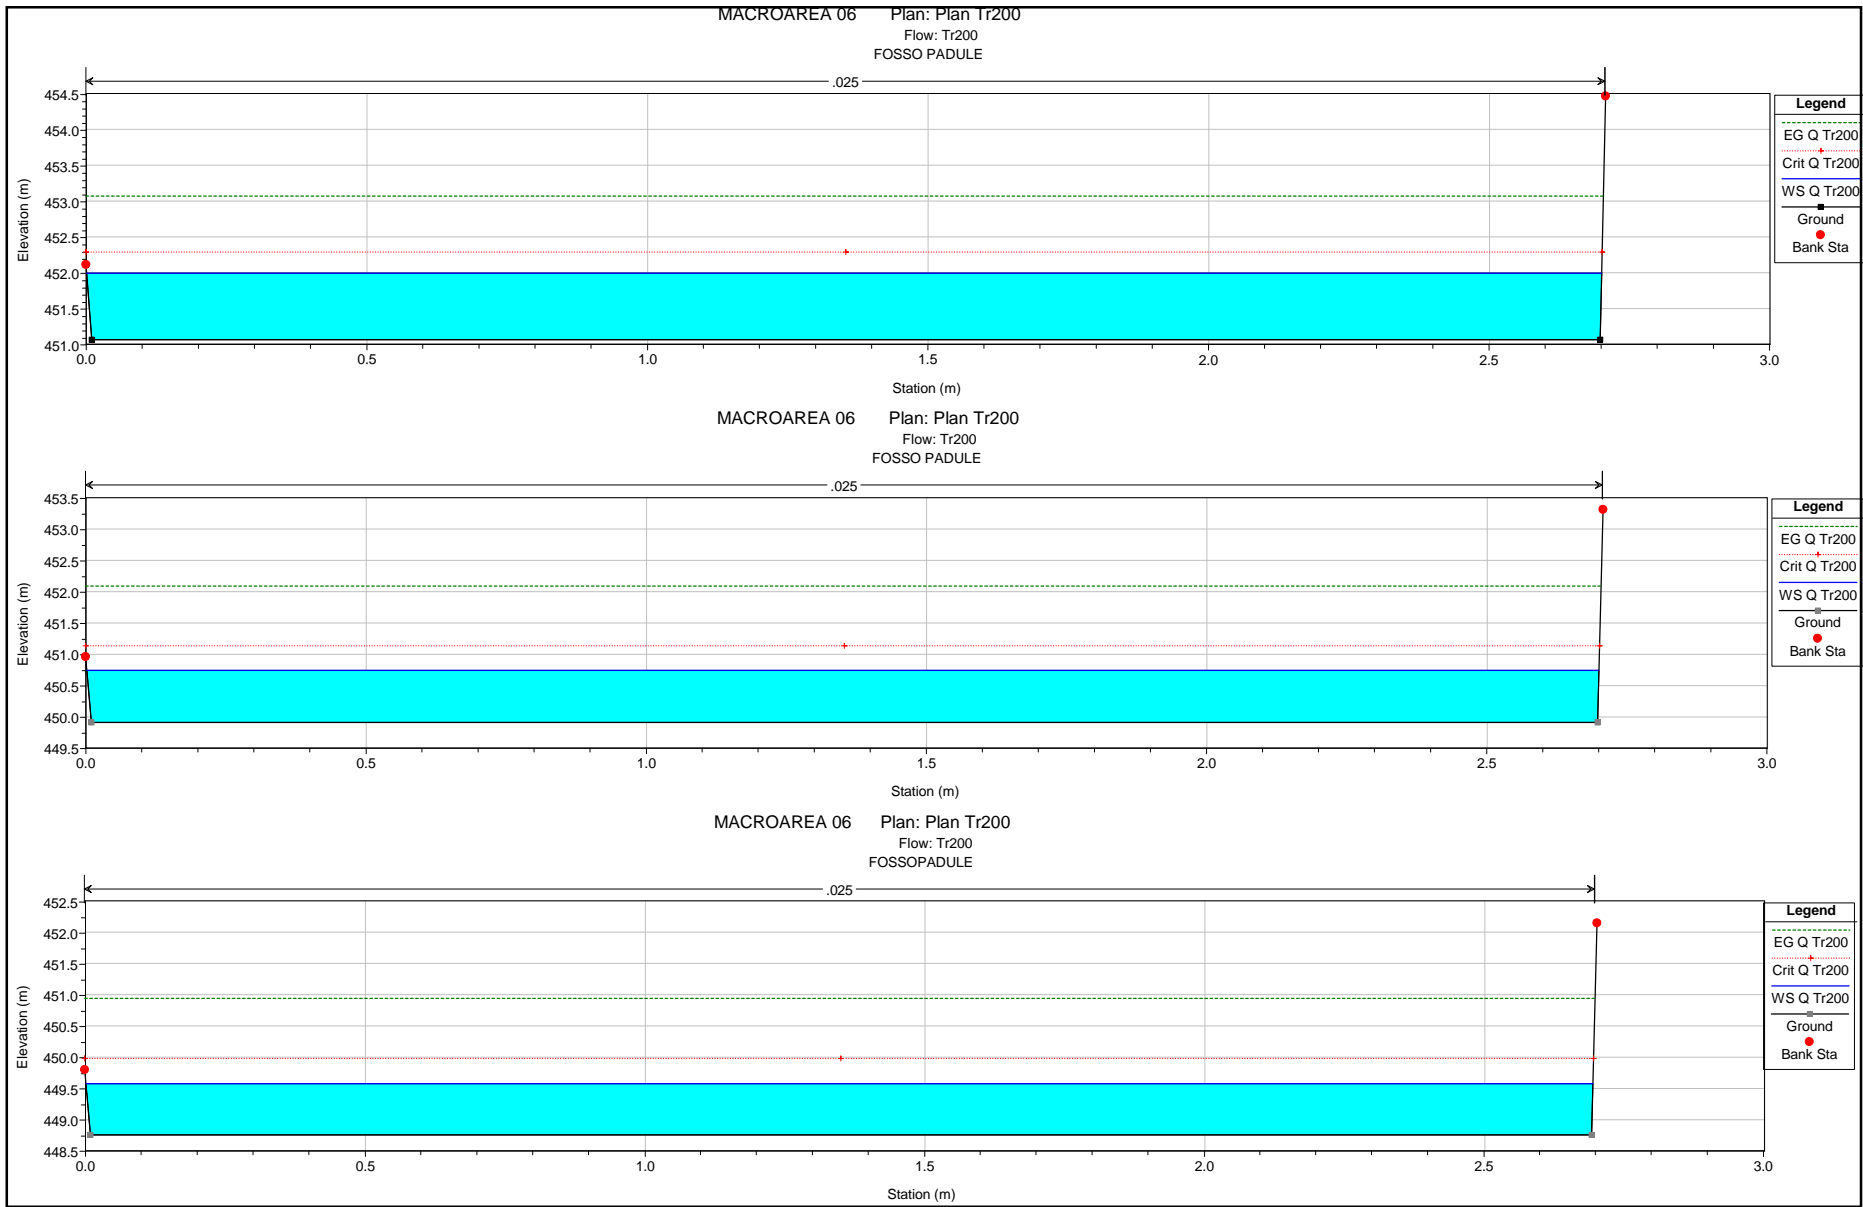 MACROAREA 06 Plan: Plan Tr200
Flow: Tr200
FOSSO PADULE
.025
454.5
454.0
453.5
453.0
452.5
452.0
451.5
451.0
Elevation (m)
0.0 0.5 1.0 1.5 2.0 2.5 3.0
Station (m)
Legend
EG Q Tr200
Crit Q Tr200
WS Q Tr200
Ground
Bank Sta
MACROAREA 06 Plan: Plan Tr200
Flow: Tr200
FOSSO PADULE
.025
453.5
453.0
452.5
452.0
451.5
451.0
450.5
450.0
449.5
Elevation (m)
0.0 0.5 1.0 1.5 2.0 2.5 3.0
Station (m)
Legend
EG Q Tr200
Crit Q Tr200
WS Q Tr200
Ground
Bank Sta
MACROAREA 06 Plan: Plan Tr200
Flow: Tr200
FOSSOPADULE
.025
452.5
452.0
451.5
451.0
450.5
450.0
449.5
449.0
448.5
Elevation (m)
0.0 0.5 1.0 1.5 2.0 2.5 3.0
Station (m)
Legend
EG Q Tr200
Crit Q Tr200
WS Q Tr200
Ground
Bank Sta